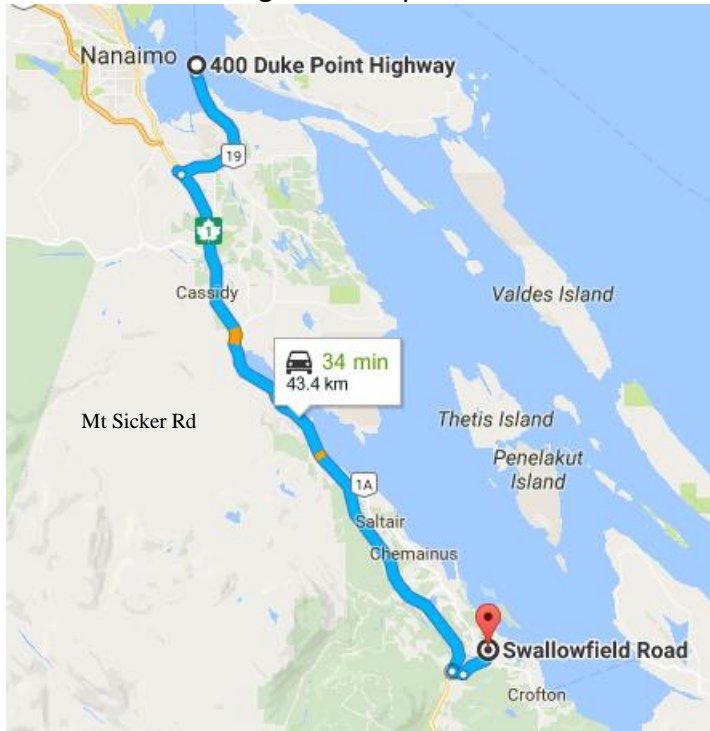 Nanaimo
400 Duke Point Highway
19
1
Cassidy
Valdes Island
34 min
43.4 km
Mt Sicker Rd
Thetis Island
Penelakut
Island
1A
Saltair
Chemainus
Swallowfield Road
Crofton